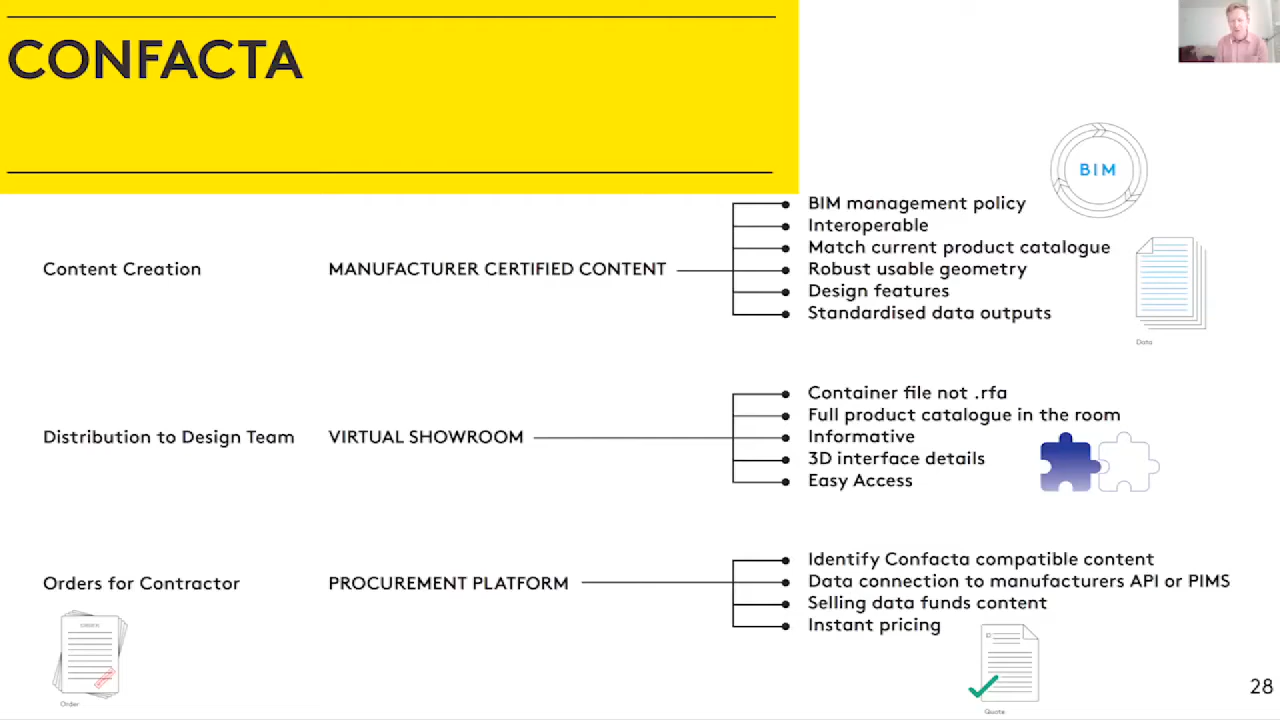 CONFACTA
BIM
BIM management policy
Interoperable
Match current product catalogue
Content Creation
MANUFACTURER CERTIFIED CONTENT
Robust usable geometry
Design features
Standardised data outputs
Data
Container file not .rfa
Full product catalogue in the room
Distribution to Design Team
VIRTUAL SHOWROOM
Informative
3D interface details
Easy Access
Identify Confacta compatible content
Orders for Contractor
PROCUREMENT PLATFORM
Data connection to manufacturers API or PIMS
Selling data funds content
Instant pricing
Order
Quote
28